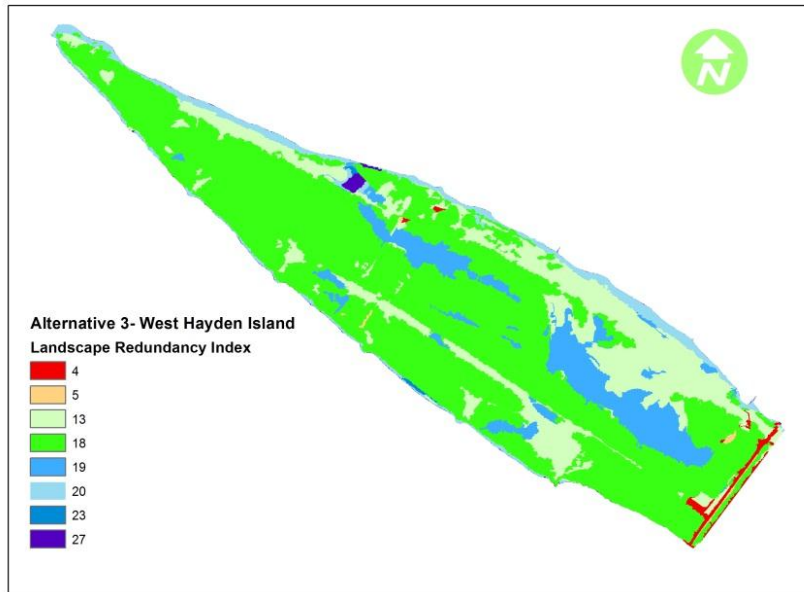 N
Alternative 3- West Hayden Island
Landscape Redundancy Index
4
5
13
18
19
20
23
27